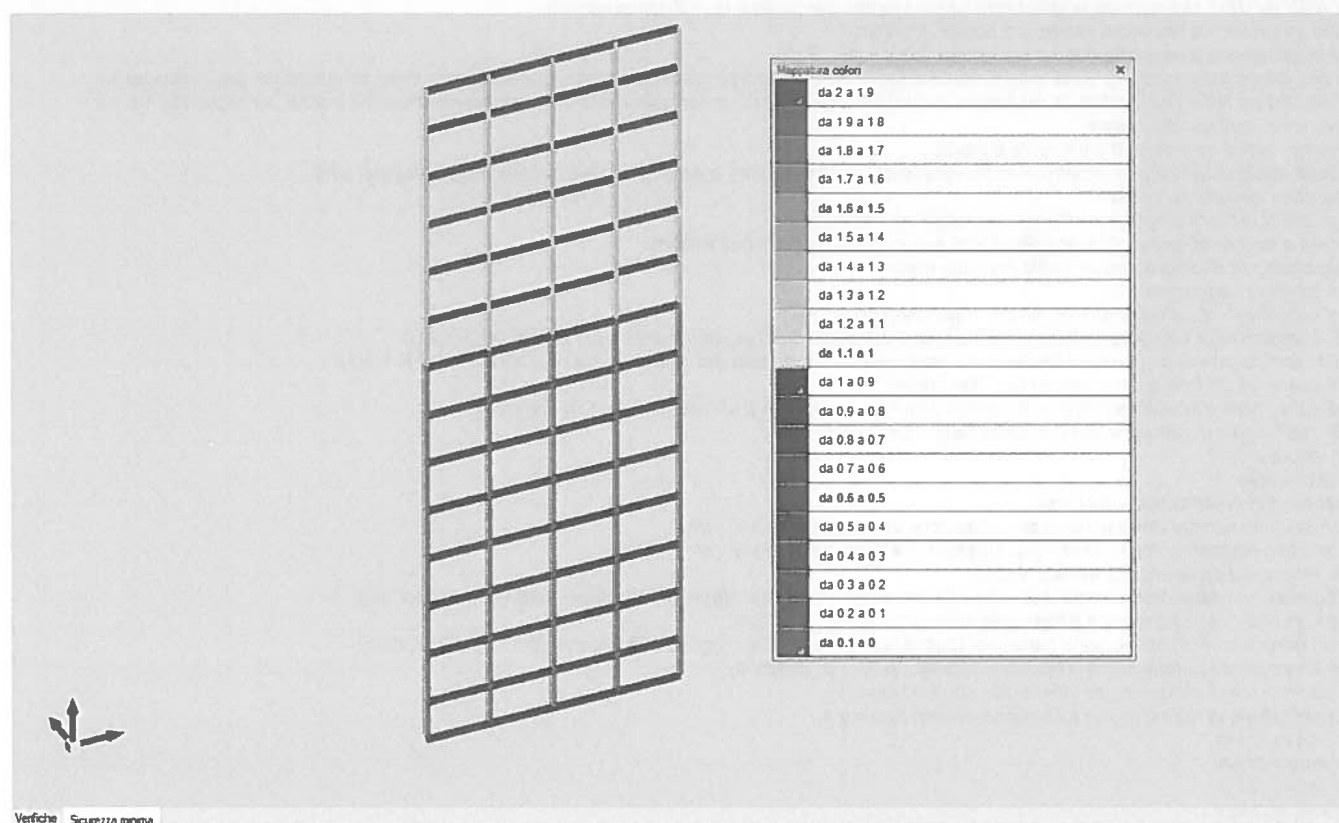 Mappatura colori
da 2 a 1 9
da 1 9 a 1 8
da 1.8 a 1.7
da 1.7 a 1 6
da 1.6 a 1.5
da 1 5 a 1 4
da 1 4 a 1 3
da 1 3 a 1.2
da 1.2 a 1 1
da 1.1 a 1
da 1 a 0 9
da 0.9 a 0.8
da 0.8 a 0 7
da 0 7 a 0 6
da 0.6 a 0.5
da 0 5 a 0 4
da 0 4 a 0 3
da 0.3 a 0.2
da 0 2 a 0 1
da 0.1 a 0
Verifiche Sicurezza minima